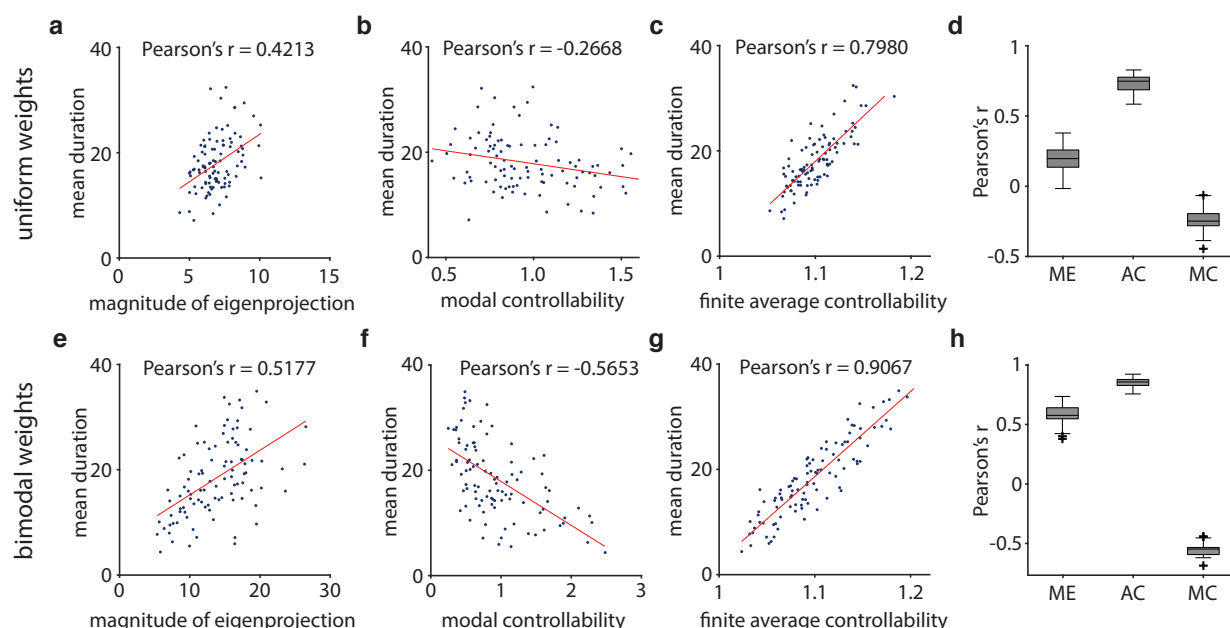 a
b
c
d
uniform weights
Pearson's r = 0.4213
mean duration
40
20
0
0
5
10
15
magnitude of eigenprojection
Pearson's r = -0.2668
mean duration
40
20
0
0.5
1.0
1.5
modal controllability
Pearson's r = 0.7980
mean duration
40
20
0
1
1.1
1.2
finite average controllability
Pearson's r
1
0.5
0
-0.5
ME
AC
MC
e
f
g
h
bimodal weights
Pearson's r = 0.5177
mean duration
40
20
0
0
10
20
30
magnitude of eigenprojection
Pearson's r = -0.5653
mean duration
40
20
0
0
1
2
3
modal controllability
Pearson's r = 0.9067
mean duration
40
20
0
1
1.1
1.2
finite average controllability
Pearson's r
1
0.5
0
-0.5
ME
AC
MC